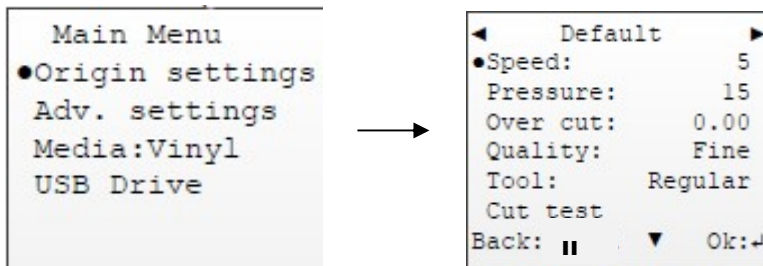 Main Menu
●Origin settings
Adv. settings
Media:Vinyl
USB Drive
◄ Default ►
●Speed: 5
Pressure: 15
Over cut: 0.00
Quality: Fine
Tool: Regular
Cut test
Back: ⏸ ▼ Ok:↵